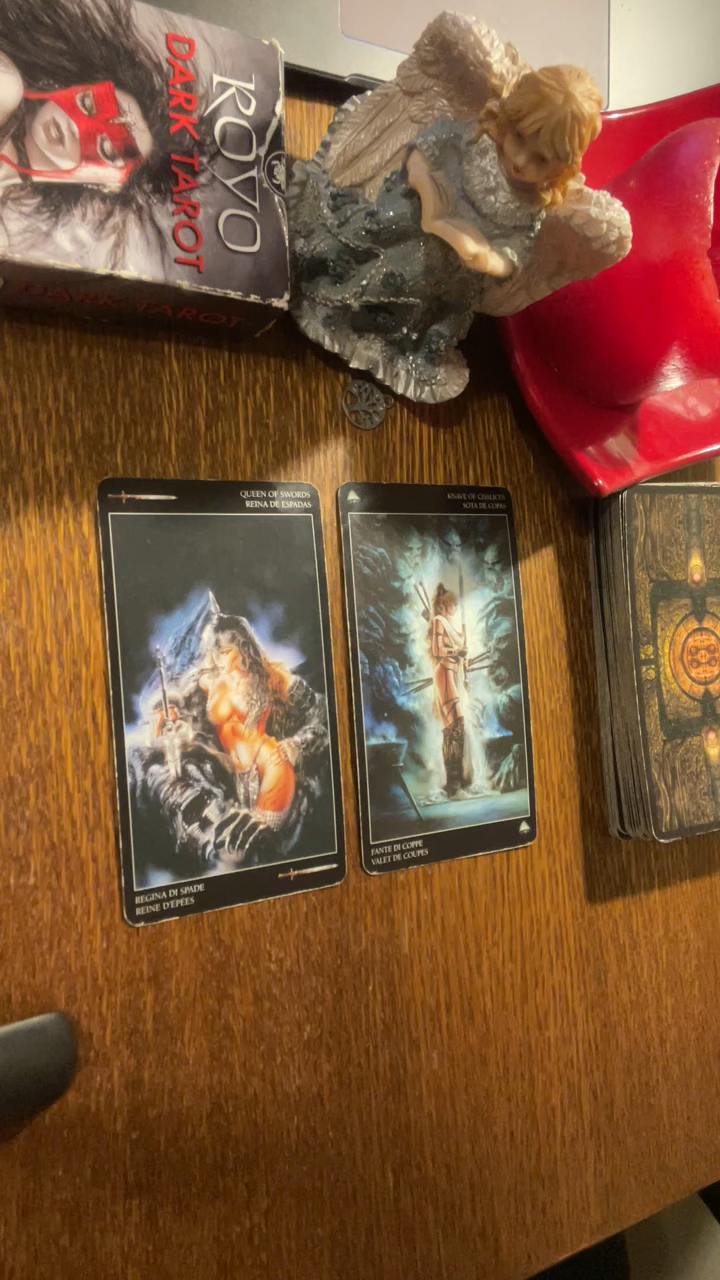 ROYO
DARK TAROT
DARK TAROT
QUEEN OF SWORDS
REINA DE ESPADAS
REGINA DI SPADE
REINE D'ÉPÉES
KNAVE OF CHALICES
SOTA DE COPAS
FANTE DI COPPE
VALET DE COUPES